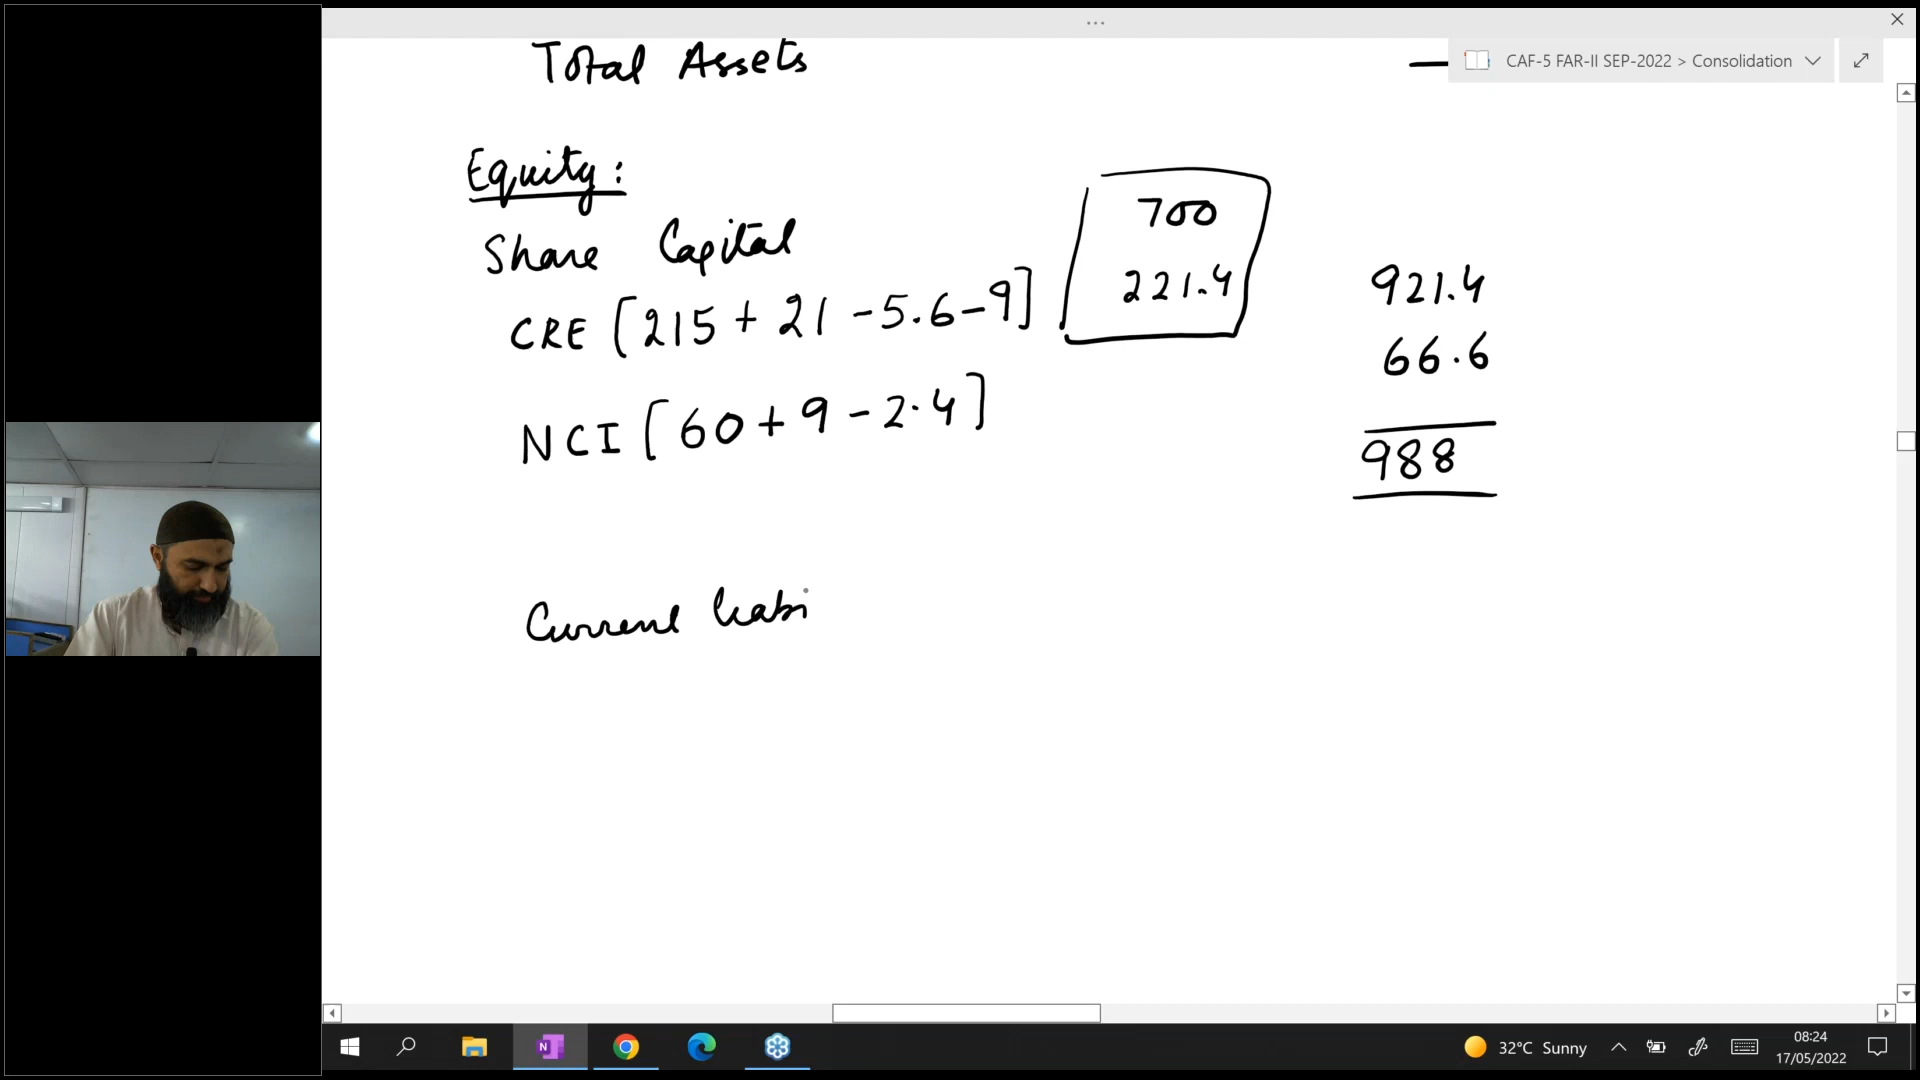 CAF-5 FAR-II SEP-2022 > Consolidation
Total Assets
Equity:
Share Capital 700
CRE [215 + 21 - 5.6 - 9] 221.4 921.4
NCI [60 + 9 - 2.4] 66.6
988
Current liabi
32°C Sunny
08:24
17/05/2022